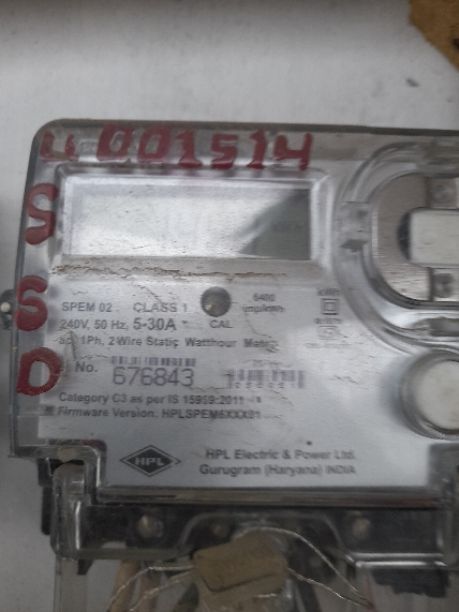 U 001514
S
S
D
SPEM 02 CLASS 1 6400
240V, 50 Hz, 5-30A imp/kWh
CAL
ac 1Ph, 2 Wire Static Watthour Meter
No. 676843
Category C3 as per IS 15959:2011
Firmware Version: HPLSPEM6XXX01
HPL
HPL Electric & Power Ltd.
Gurugram (Haryana) INDIA